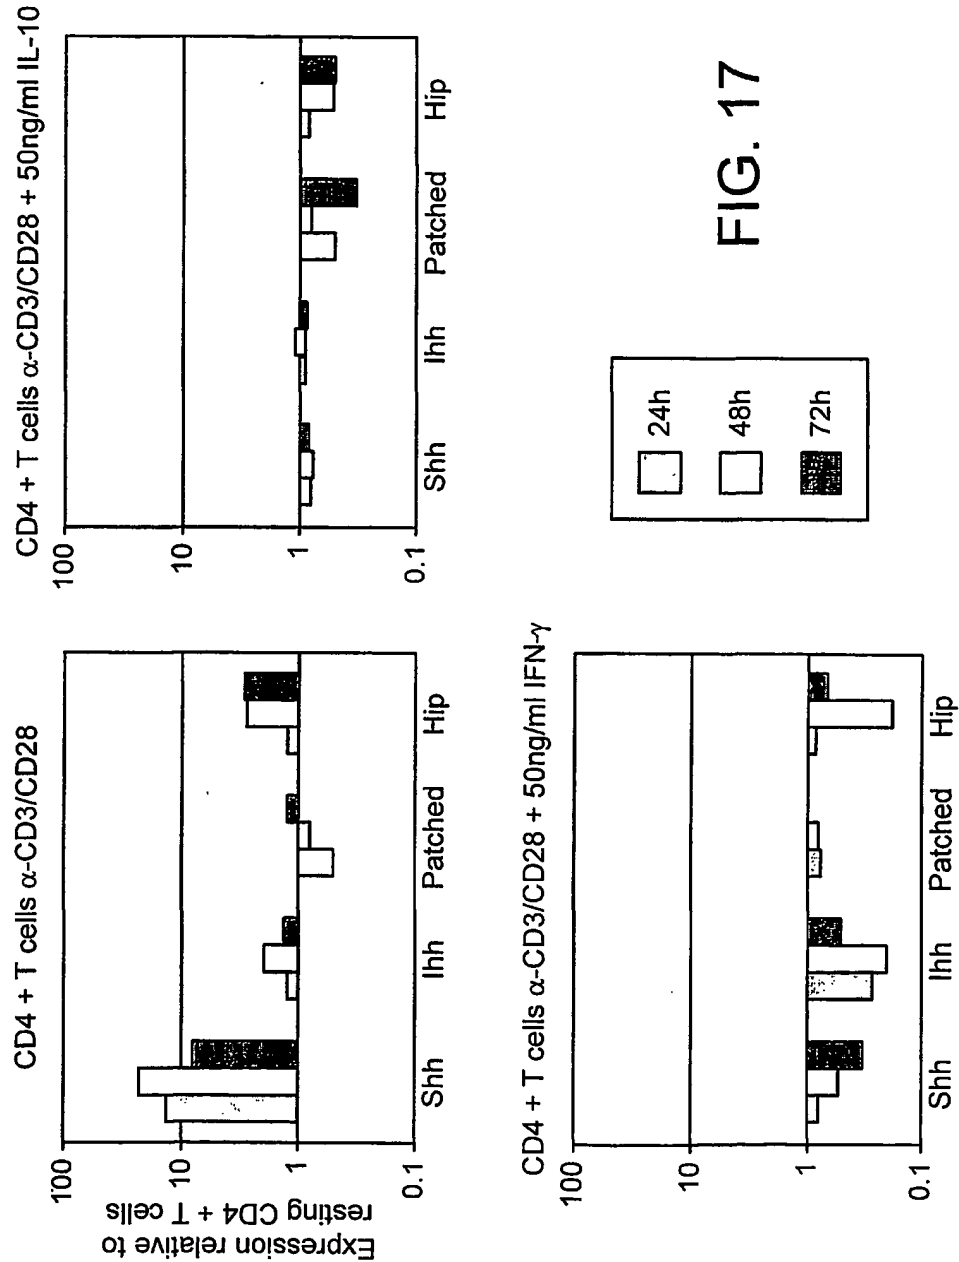 CD4 + T cells α-CD3/CD28
Expression relative to
resting CD4 + T cells
100
10
1
0.1
Shh Ihh Patched Hip
CD4 + T cells α-CD3/CD28 + 50ng/ml IL-10
100
10
1
0.1
Shh Ihh Patched Hip
CD4 + T cells α-CD3/CD28 + 50ng/ml IFN-γ
100
10
1
0.1
Shh Ihh Patched Hip
24h
48h
72h
FIG. 17